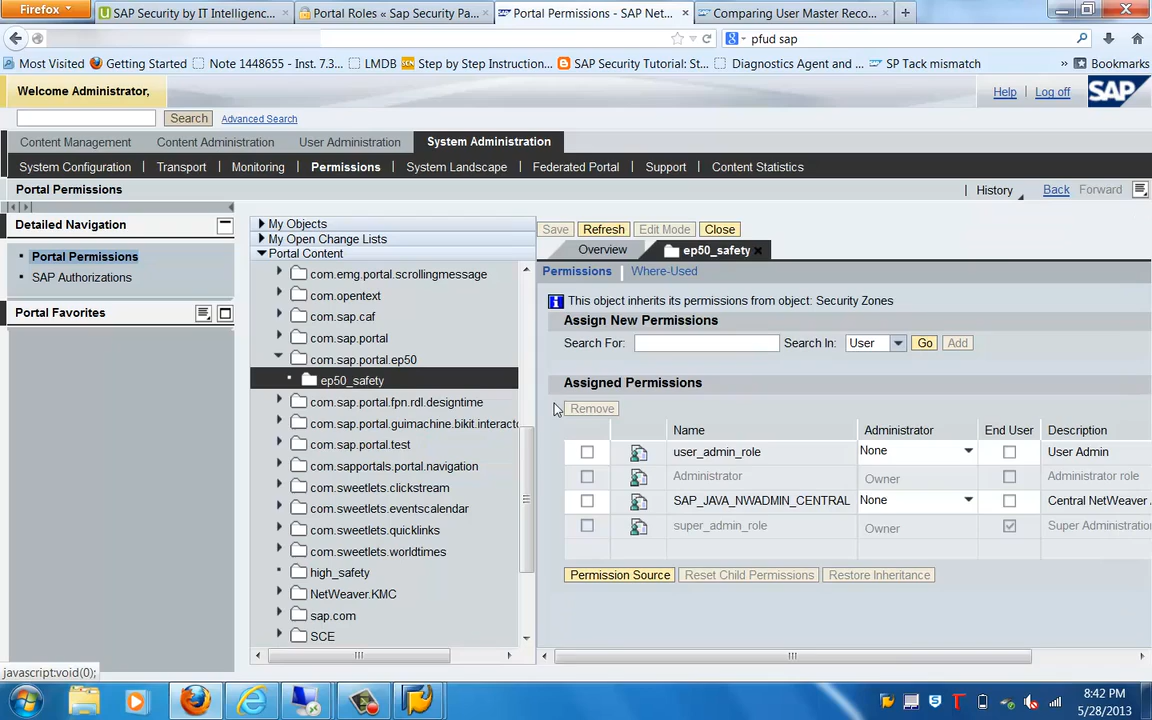 Firefox
SAP Security by IT Intelligenc...
Portal Roles « Sap Security Pa...
Portal Permissions - SAP Net...
Comparing User Master Reco...
pfud sap
Most Visited
Getting Started
Note 1448655 - Inst. 7.3...
LMDB
Step by Step Instruction...
SAP Security Tutorial: St...
Diagnostics Agent and ...
SP Tack mismatch
»
Bookmarks
Welcome Administrator,
Help
Log off
SAP
Search
Advanced Search
Content Management
Content Administration
User Administration
System Administration
System Configuration
Transport
Monitoring
Permissions
System Landscape
Federated Portal
Support
Content Statistics
Portal Permissions
History
Back
Forward
Detailed Navigation
Portal Permissions
SAP Authorizations
Portal Favorites
My Objects
My Open Change Lists
Portal Content
com.emg.portal.scrollingmessage
com.opentext
com.sap.caf
com.sap.portal
com.sap.portal.ep50
ep50_safety
com.sap.portal.fpn.rdl.designtime
com.sap.portal.guimachine.bikit.interacto
com.sap.portal.test
com.sapportals.portal.navigation
com.sweetlets.clickstream
com.sweetlets.eventscalendar
com.sweetlets.quicklinks
com.sweetlets.worldtimes
high_safety
NetWeaver.KMC
sap.com
SCE
Save
Refresh
Edit Mode
Close
Overview
ep50_safety
Permissions
Where-Used
This object inherits its permissions from object: Security Zones
Assign New Permissions
Search For:
Search In:
User
Go
Add
Assigned Permissions
Remove
Name
Administrator
End User
Description
user_admin_role
None
User Admin
Administrator
Owner
Administrator role
SAP_JAVA_NWADMIN_CENTRAL
None
Central NetWeaver
super_admin_role
Owner
Super Administratio
Permission Source
Reset Child Permissions
Restore Inheritance
javascript:void(0);
8:42 PM
5/28/2013